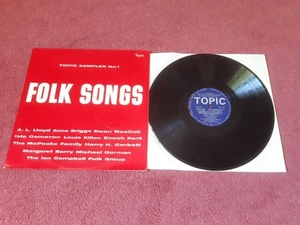 Topic
TOPIC SAMPLER No 1
FOLK SONGS
A. L. Lloyd Anne Briggs Ewan MacColl
Isla Cameron Louis Killen Enoch Kent
The McPeake Family Harry H. Corbett
Margaret Barry Michael Gorman
The Ian Campbell Folk Group
TOPIC